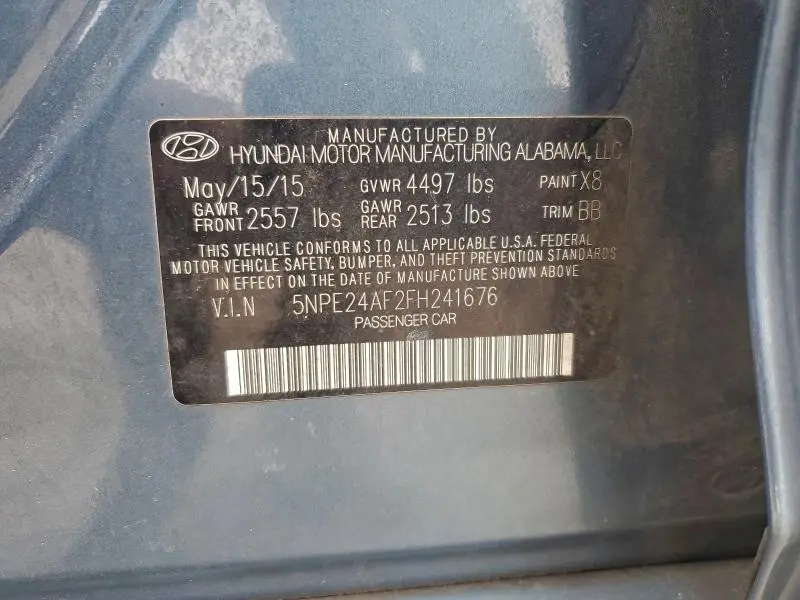 MANUFACTURED BY
HYUNDAI MOTOR MANUFACTURING ALABAMA, LLC
May/15/15 GVWR 4497 lbs PAINT X8
GAWR FRONT 2557 lbs GAWR REAR 2513 lbs TRIM BB
THIS VEHICLE CONFORMS TO ALL APPLICABLE U.S.A. FEDERAL
MOTOR VEHICLE SAFETY, BUMPER, AND THEFT PREVENTION STANDARDS
IN EFFECT ON THE DATE OF MANUFACTURE SHOWN ABOVE
V.I.N 5NPE24AF2FH241676
PASSENGER CAR